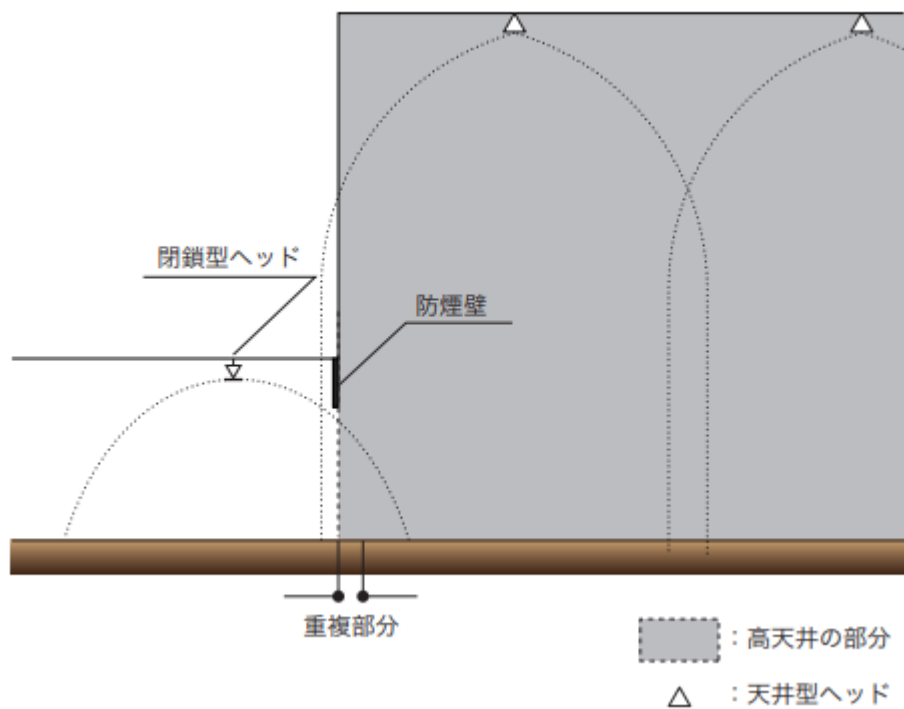 閉鎖型ヘッド
防煙壁
重複部分
：高天井の部分
：天井型ヘッド